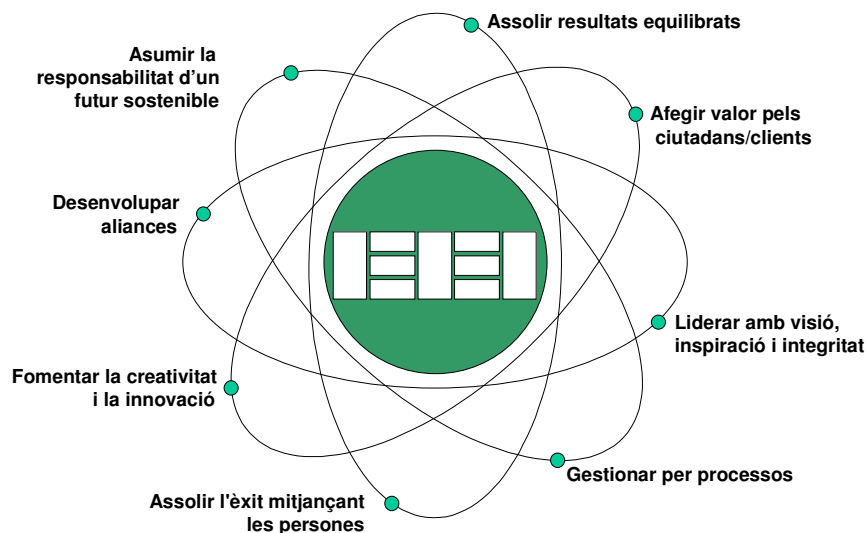 Assolir resultats equilibrats
Asumir la
responsabilitat d’un
futur sostenible
Afegir valor pels
ciutadans/clients
Desenvolupar
aliances
Liderar amb visió,
inspiració i integritat
Fomentar la creativitat
i la innovació
Gestionar per processos
Assolir l'èxit mitjançant
les persones